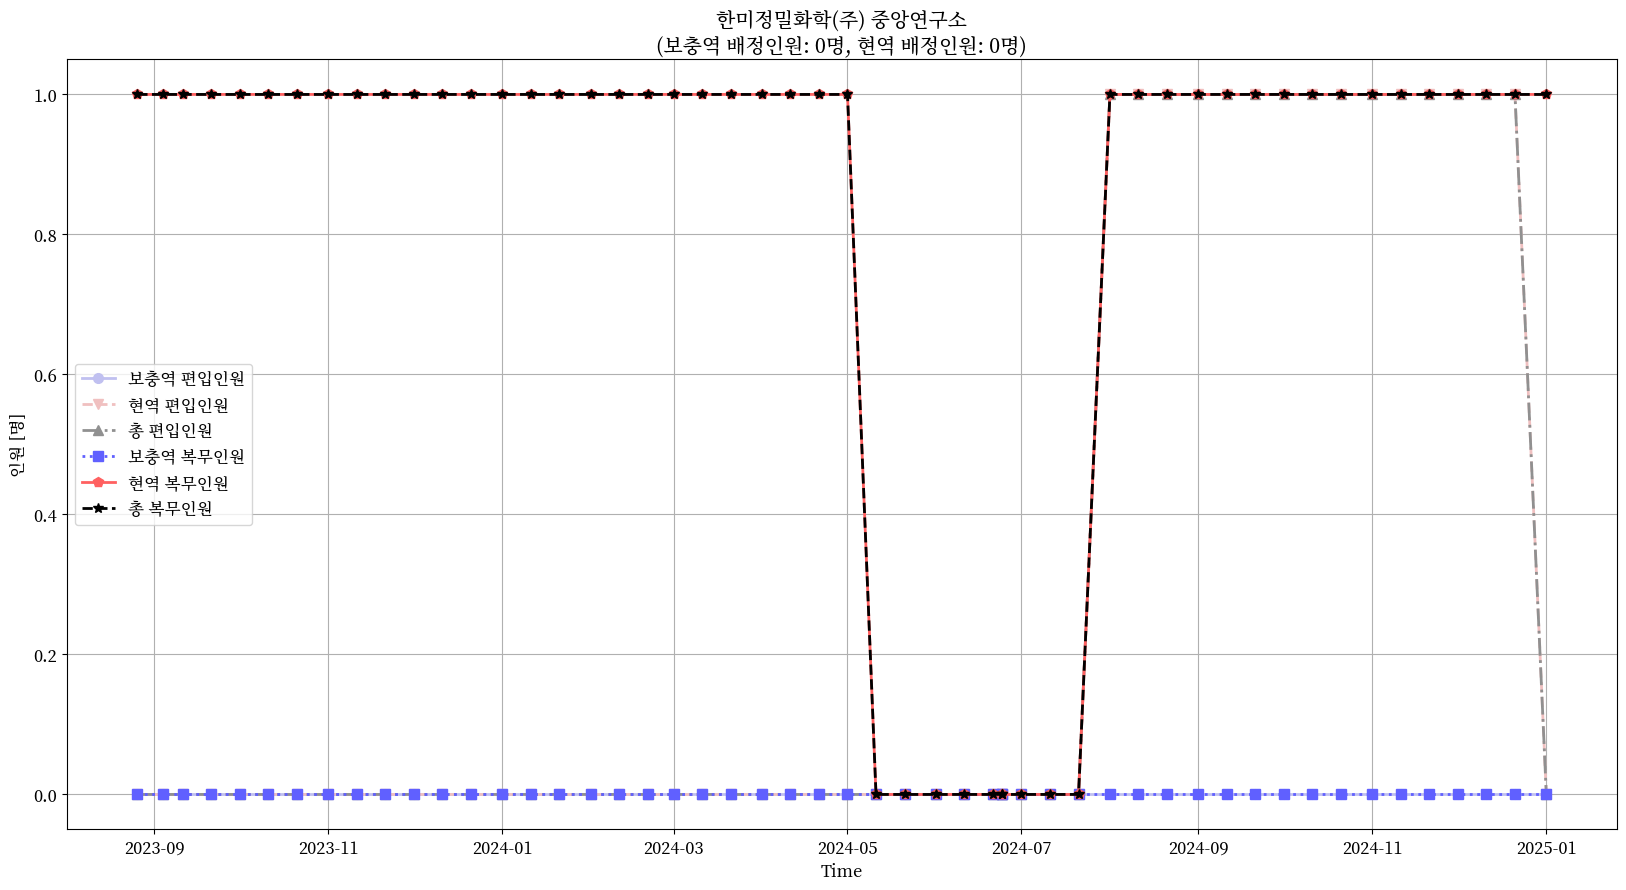 한미정밀화학(주) 중앙연구소
(보충역 배정인원: 0명, 현역 배정인원: 0명)
1.0
0.8
0.6
0.4
0.2
0.0
인원 [명]
보충역 편입인원
현역 편입인원
총 편입인원
보충역 복무인원
현역 복무인원
총 복무인원
2023-09
2023-11
2024-01
2024-03
2024-05
2024-07
2024-09
2024-11
2025-01
Time